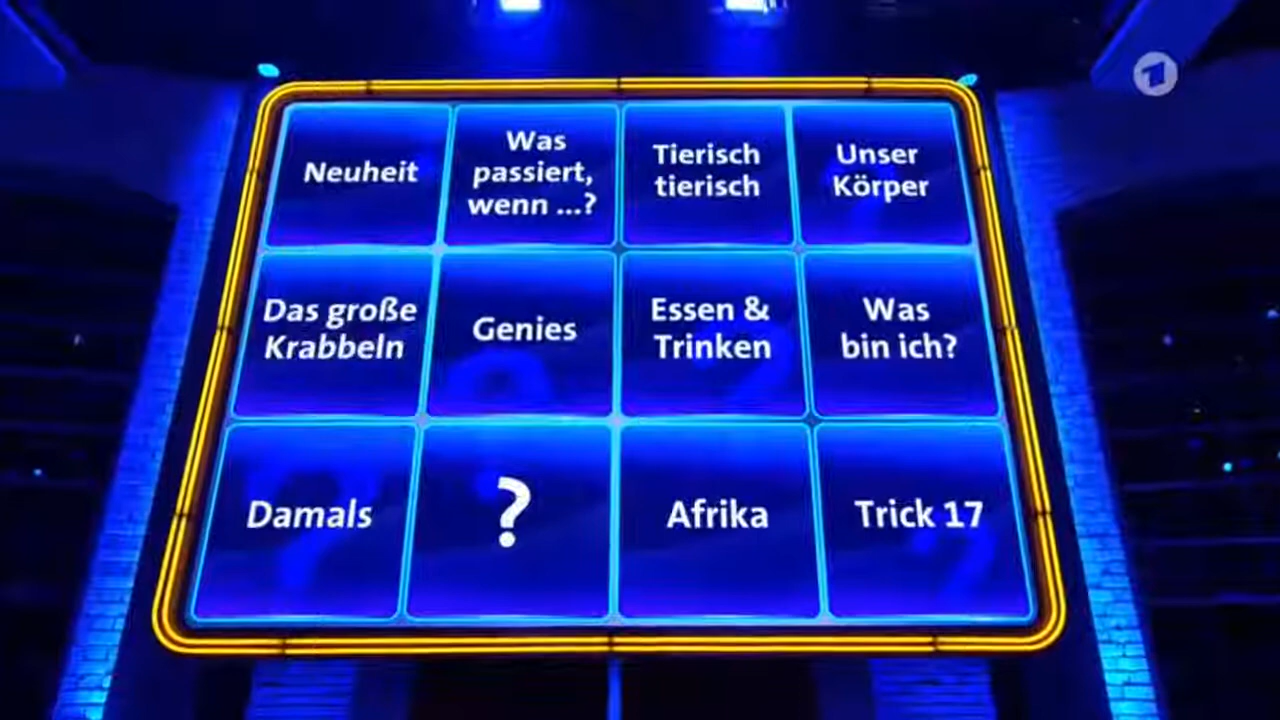 Neuheit
Was
passiert,
wenn ...?
Tierisch
tierisch
Unser
Körper
Das große
Krabbeln
Genies
Essen &
Trinken
Was
bin ich?
Damals
?
Afrika
Trick 17
1